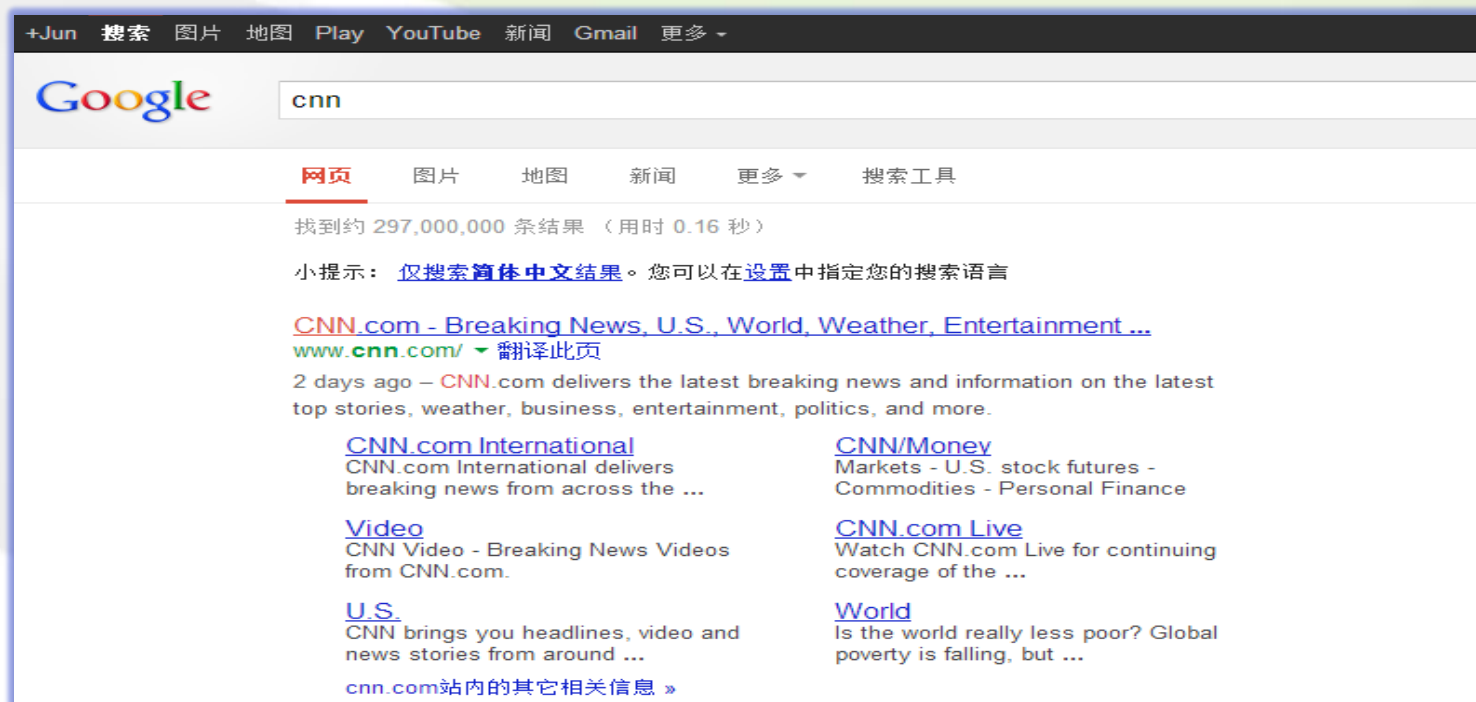 +Jun 搜索 图片 地图 Play YouTube 新闻 Gmail 更多
Google
cnn
网页 图片 地图 新闻 更多 搜索工具
找到约 297,000,000 条结果 （用时 0.16 秒）
小提示： 仅搜索简体中文结果。您可以在设置中指定您的搜索语言
CNN.com - Breaking News, U.S., World, Weather, Entertainment ...
www.cnn.com/ 翻译此页
2 days ago – CNN.com delivers the latest breaking news and information on the latest
top stories, weather, business, entertainment, politics, and more.
CNN.com International
CNN.com International delivers
breaking news from across the ...
CNN/Money
Markets - U.S. stock futures -
Commodities - Personal Finance
Video
CNN Video - Breaking News Videos
from CNN.com.
CNN.com Live
Watch CNN.com Live for continuing
coverage of the ...
U.S.
CNN brings you headlines, video and
news stories from around ...
World
Is the world really less poor? Global
poverty is falling, but ...
cnn.com站内的其它相关信息 »